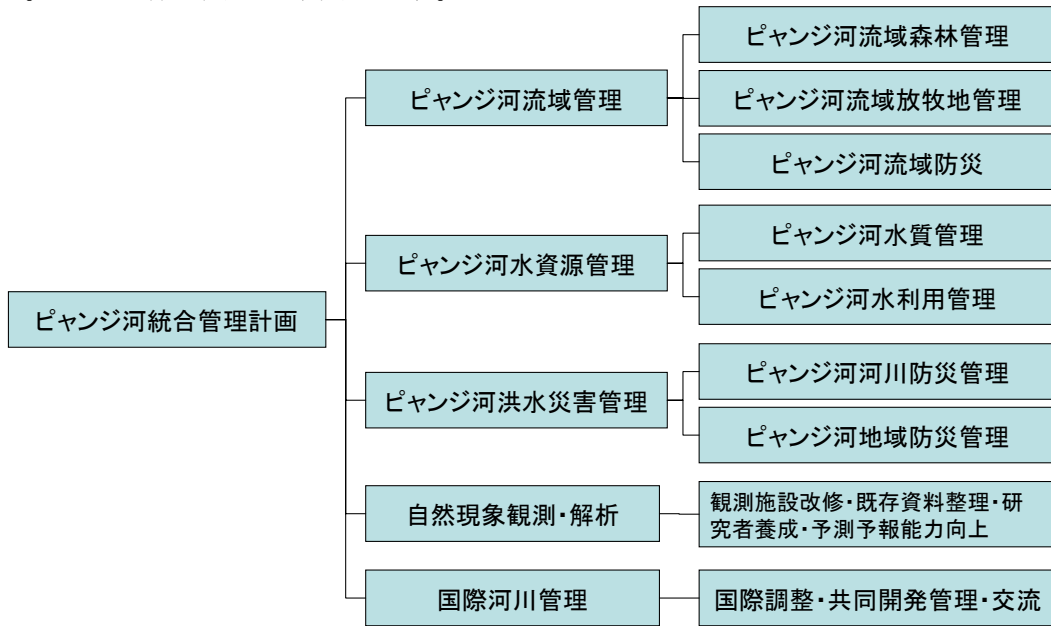 ピャンジ河統合管理計画
ピャンジ河流域管理
ピャンジ河流域森林管理
ピャンジ河流域放牧地管理
ピャンジ河流域防災
ピャンジ河水資源管理
ピャンジ河水質管理
ピャンジ河水利用管理
ピャンジ河洪水災害管理
ピャンジ河河川防災管理
ピャンジ河地域防災管理
自然現象観測・解析
観測施設改修・既存資料整理・研
究者養成・予測予報能力向上
国際河川管理
国際調整・共同開発管理・交流